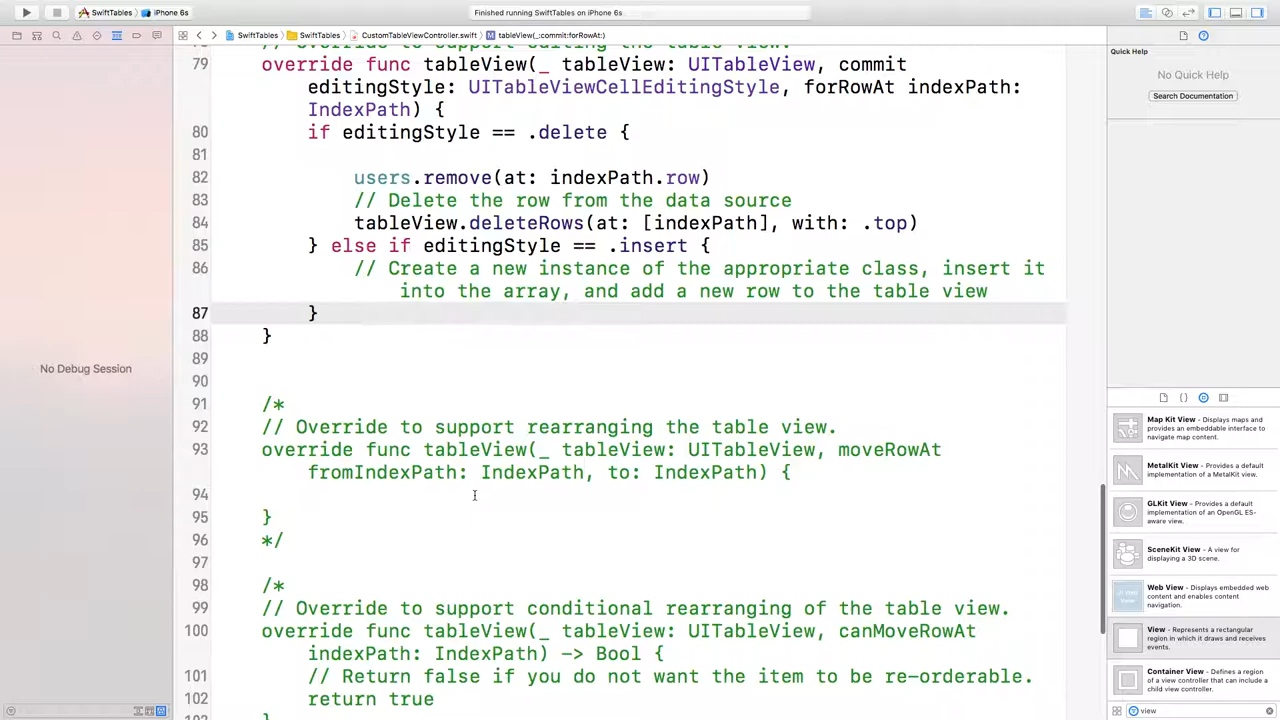 SwiftTables
iPhone 6s
Finished running SwiftTables on iPhone 6s
SwiftTables
SwiftTables
CustomTableViewController.swift
M
tableView(_:commit:forRowAt:)
79 override func tableView(_ tableView: UITableView, commit
editingStyle: UITableViewCellEditingStyle, forRowAt indexPath:
IndexPath) {
80 if editingStyle == .delete {
81
82 users.remove(at: indexPath.row)
83 // Delete the row from the data source
84 tableView.deleteRows(at: [indexPath], with: .top)
85 } else if editingStyle == .insert {
86 // Create a new instance of the appropriate class, insert it
into the array, and add a new row to the table view
87 }
88 }
89
90
91 /*
92 // Override to support rearranging the table view.
93 override func tableView(_ tableView: UITableView, moveRowAt
fromIndexPath: IndexPath, to: IndexPath) {
94
95 }
96 */
97
98 /*
99 // Override to support conditional rearranging of the table view.
100 override func tableView(_ tableView: UITableView, canMoveRowAt
indexPath: IndexPath) -> Bool {
101 // Return false if you do not want the item to be re-orderable.
102 return true
No Debug Session
Quick Help
No Quick Help
Search Documentation
Map Kit View - Displays maps and
provides an embeddable interface to
navigate map content.
MetalKit View - Provides a default
implementation of a MetalKit view.
GLKit View - Provides a default
implementation of an OpenGL ES-
aware view.
SceneKit View - A view for
displaying a 3D scene.
Web View - Displays embedded web
content and enables content
navigation.
View - Represents a rectangular
region in which it draws and receives
events.
Container View - Defines a region
of a view controller that can include a
child view controller.
view